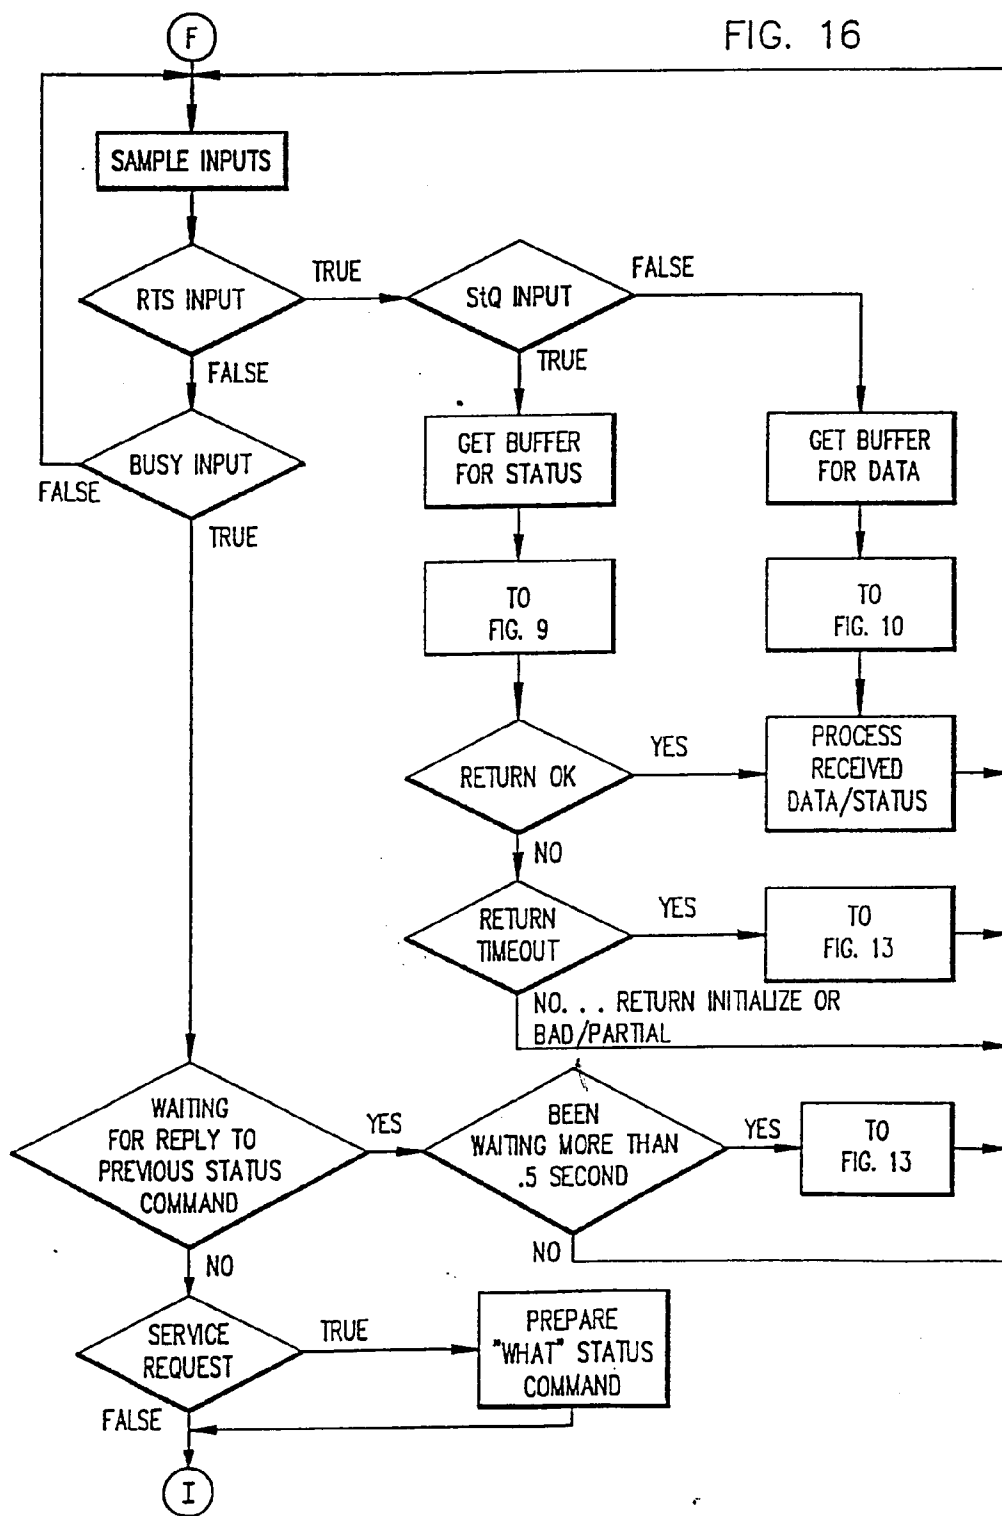 FIG. 16
F
SAMPLE INPUTS
RTS INPUT
TRUE
StQ INPUT
FALSE
FALSE
TRUE
BUSY INPUT
FALSE
TRUE
GET BUFFER
FOR STATUS
GET BUFFER
FOR DATA
TO
FIG. 9
TO
FIG. 10
RETURN OK
YES
PROCESS
RECEIVED
DATA/STATUS
NO
RETURN
TIMEOUT
YES
TO
FIG. 13
NO... RETURN INITIALIZE OR
BAD/PARTIAL
WAITING
FOR REPLY TO
PREVIOUS STATUS
COMMAND
YES
BEEN
WAITING MORE THAN
.5 SECOND
YES
TO
FIG. 13
NO
NO
SERVICE
REQUEST
TRUE
PREPARE
"WHAT" STATUS
COMMAND
FALSE
I